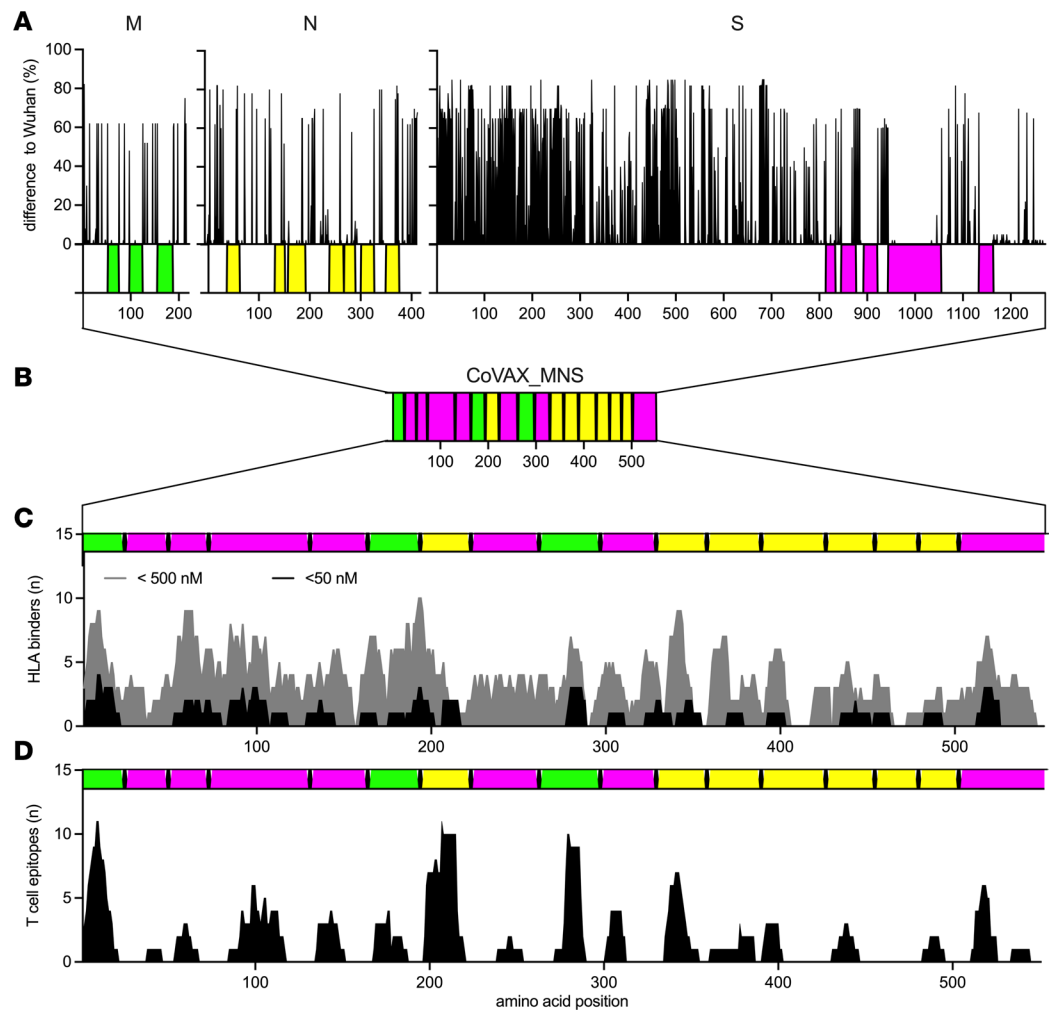 A
M
N
S
difference to Wuhan (%)
100
80
60
40
20
0
100 200
100 200 300 400
100 200 300 400 500 600 700 800 900 1000 1100 1200
B
CoVAX_MNS
100 200 300 400 500
C
HLA binders (n)
15
< 500 nM <50 nM
10
5
0
100 200 300 400 500
D
T cell epitopes (n)
15
10
5
0
100 200 300 400 500
amino acid position